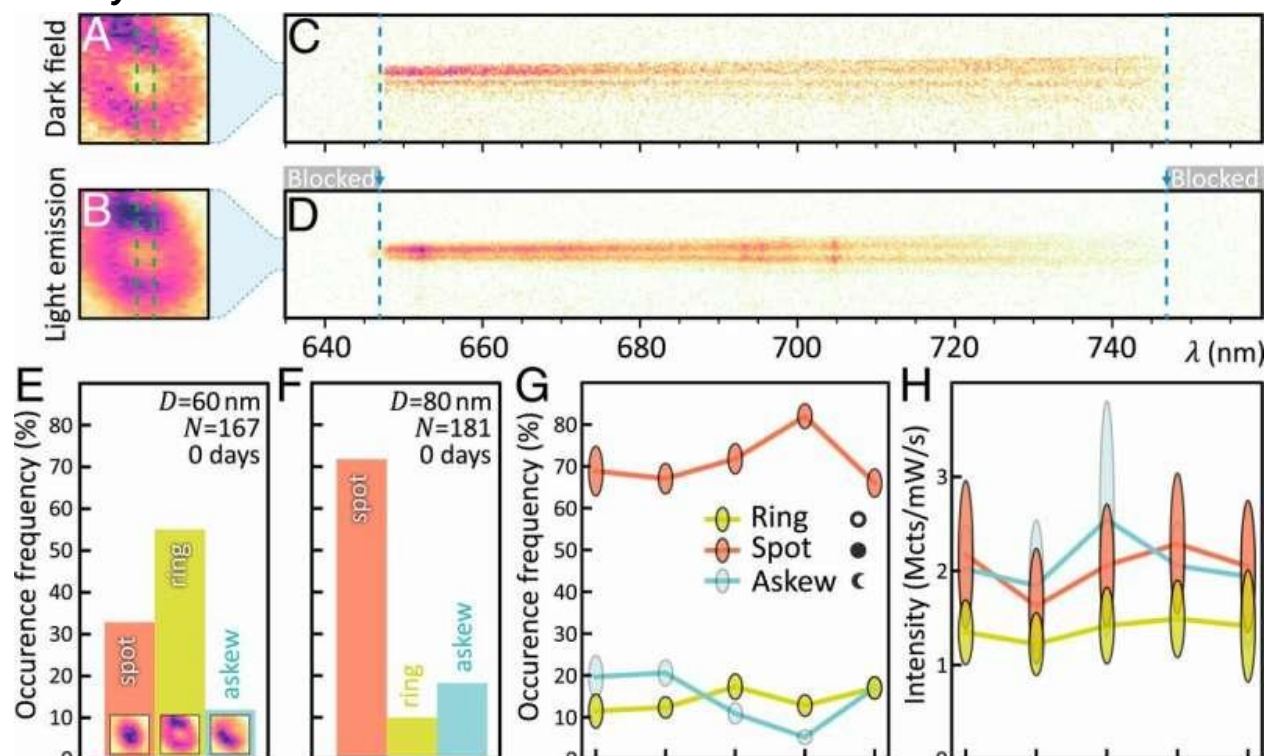 A
B
C
D
Dark field
Light emission
Blocked
Blocked
640 660 680 700 720 740 λ (nm)
E
Occurence frequency (%)
80
70
60
50
40
30
20
10
D=60 nm
N=167
0 days
spot
ring
askew
F
D=80 nm
N=181
0 days
spot
ring
askew
G
Occurence frequency (%)
80
70
60
50
40
30
20
10
Ring
Spot
Askew
H
Intensity (Mcts/mW/s)
3
2
1